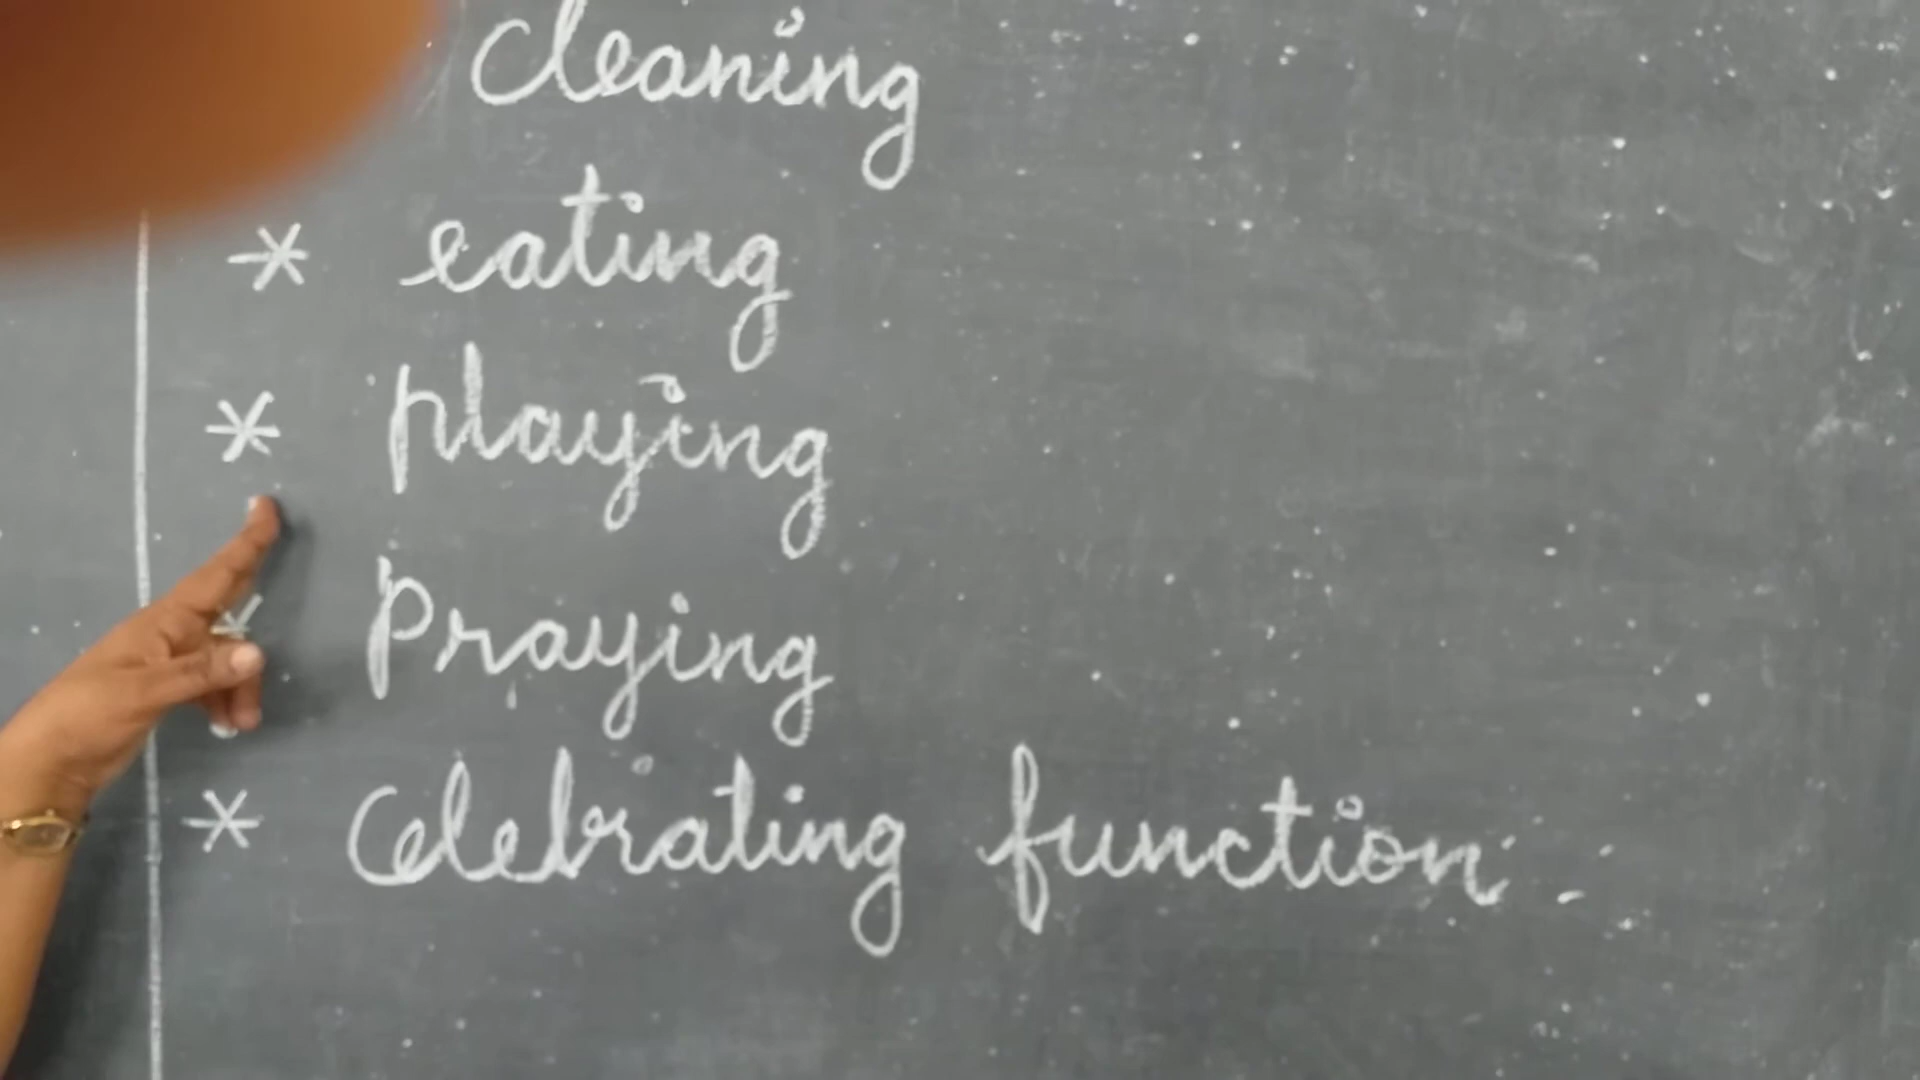 Cleaning
* eating
* playing
* Praying
* Celebrating function.